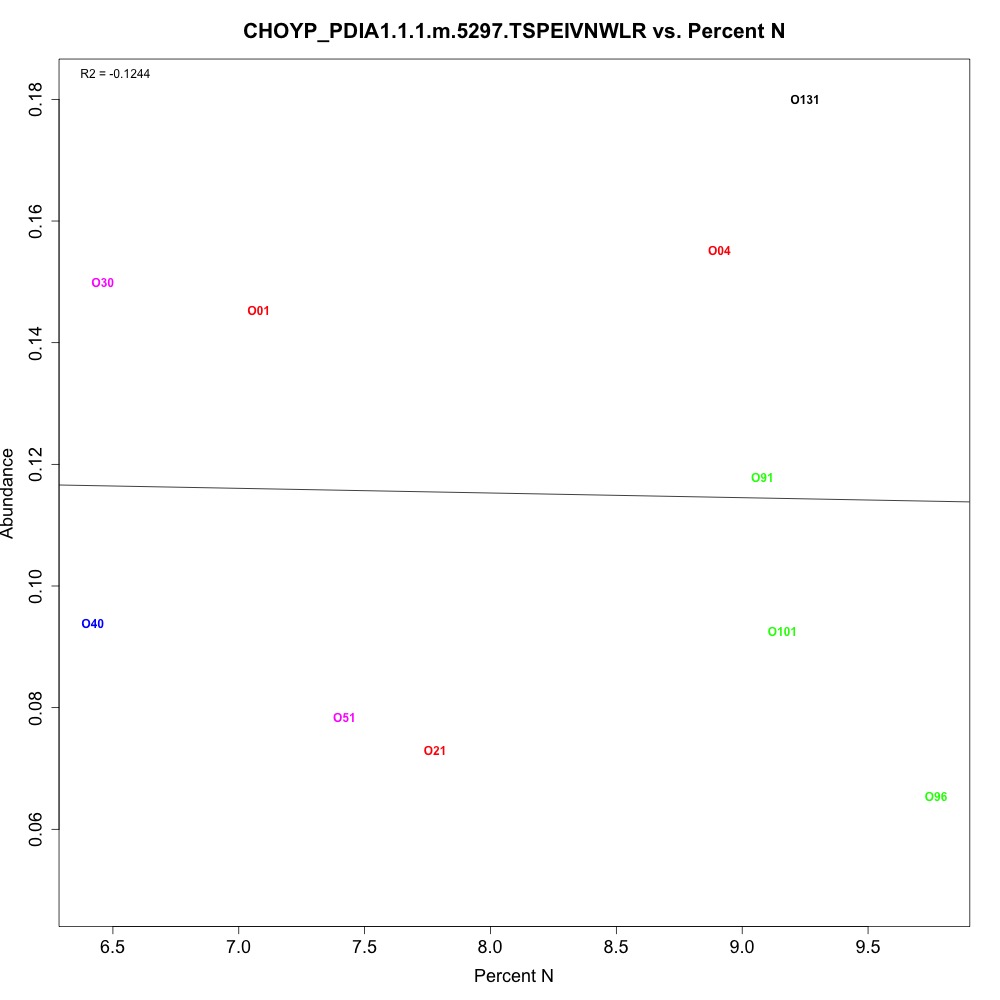 CHOYP_PDIA1.1.1.m.5297.TSPEIVNWLR vs. Percent N
R2 = -0.1244
0.18
O131
0.16
O04
O30
O01
0.14
0.12
O91
Abundance
0.10
O40
O101
0.08
O51
O21
O96
0.06
6.5 7.0 7.5 8.0 8.5 9.0 9.5
Percent N